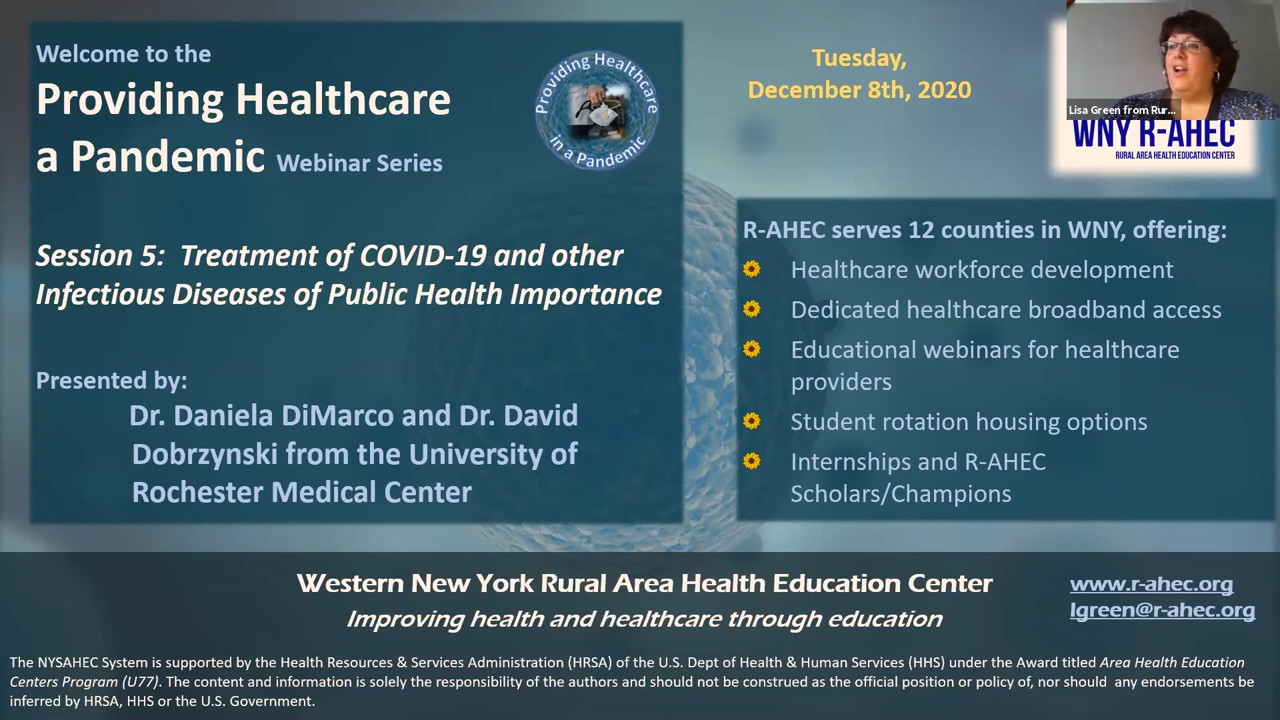 Welcome to the
Providing Healthcare
a Pandemic Webinar Series
Providing Healthcare
in a Pandemic
Session 5: Treatment of COVID-19 and other
Infectious Diseases of Public Health Importance
Presented by:
Dr. Daniela DiMarco and Dr. David
Dobrzynski from the University of
Rochester Medical Center
Tuesday,
December 8th, 2020
Lisa Green from Rur...
WNY R-AHEC
RURAL AREA HEALTH EDUCATION CENTER
R-AHEC serves 12 counties in WNY, offering:
Healthcare workforce development
Dedicated healthcare broadband access
Educational webinars for healthcare
providers
Student rotation housing options
Internships and R-AHEC
Scholars/Champions
Western New York Rural Area Health Education Center
Improving health and healthcare through education
www.r-ahec.org
lgreen@r-ahec.org
The NYSAHEC System is supported by the Health Resources & Services Administration (HRSA) of the U.S. Dept of Health & Human Services (HHS) under the Award titled Area Health Education
Centers Program (U77). The content and information is solely the responsibility of the authors and should not be construed as the official position or policy of, nor should any endorsements be
inferred by HRSA, HHS or the U.S. Government.